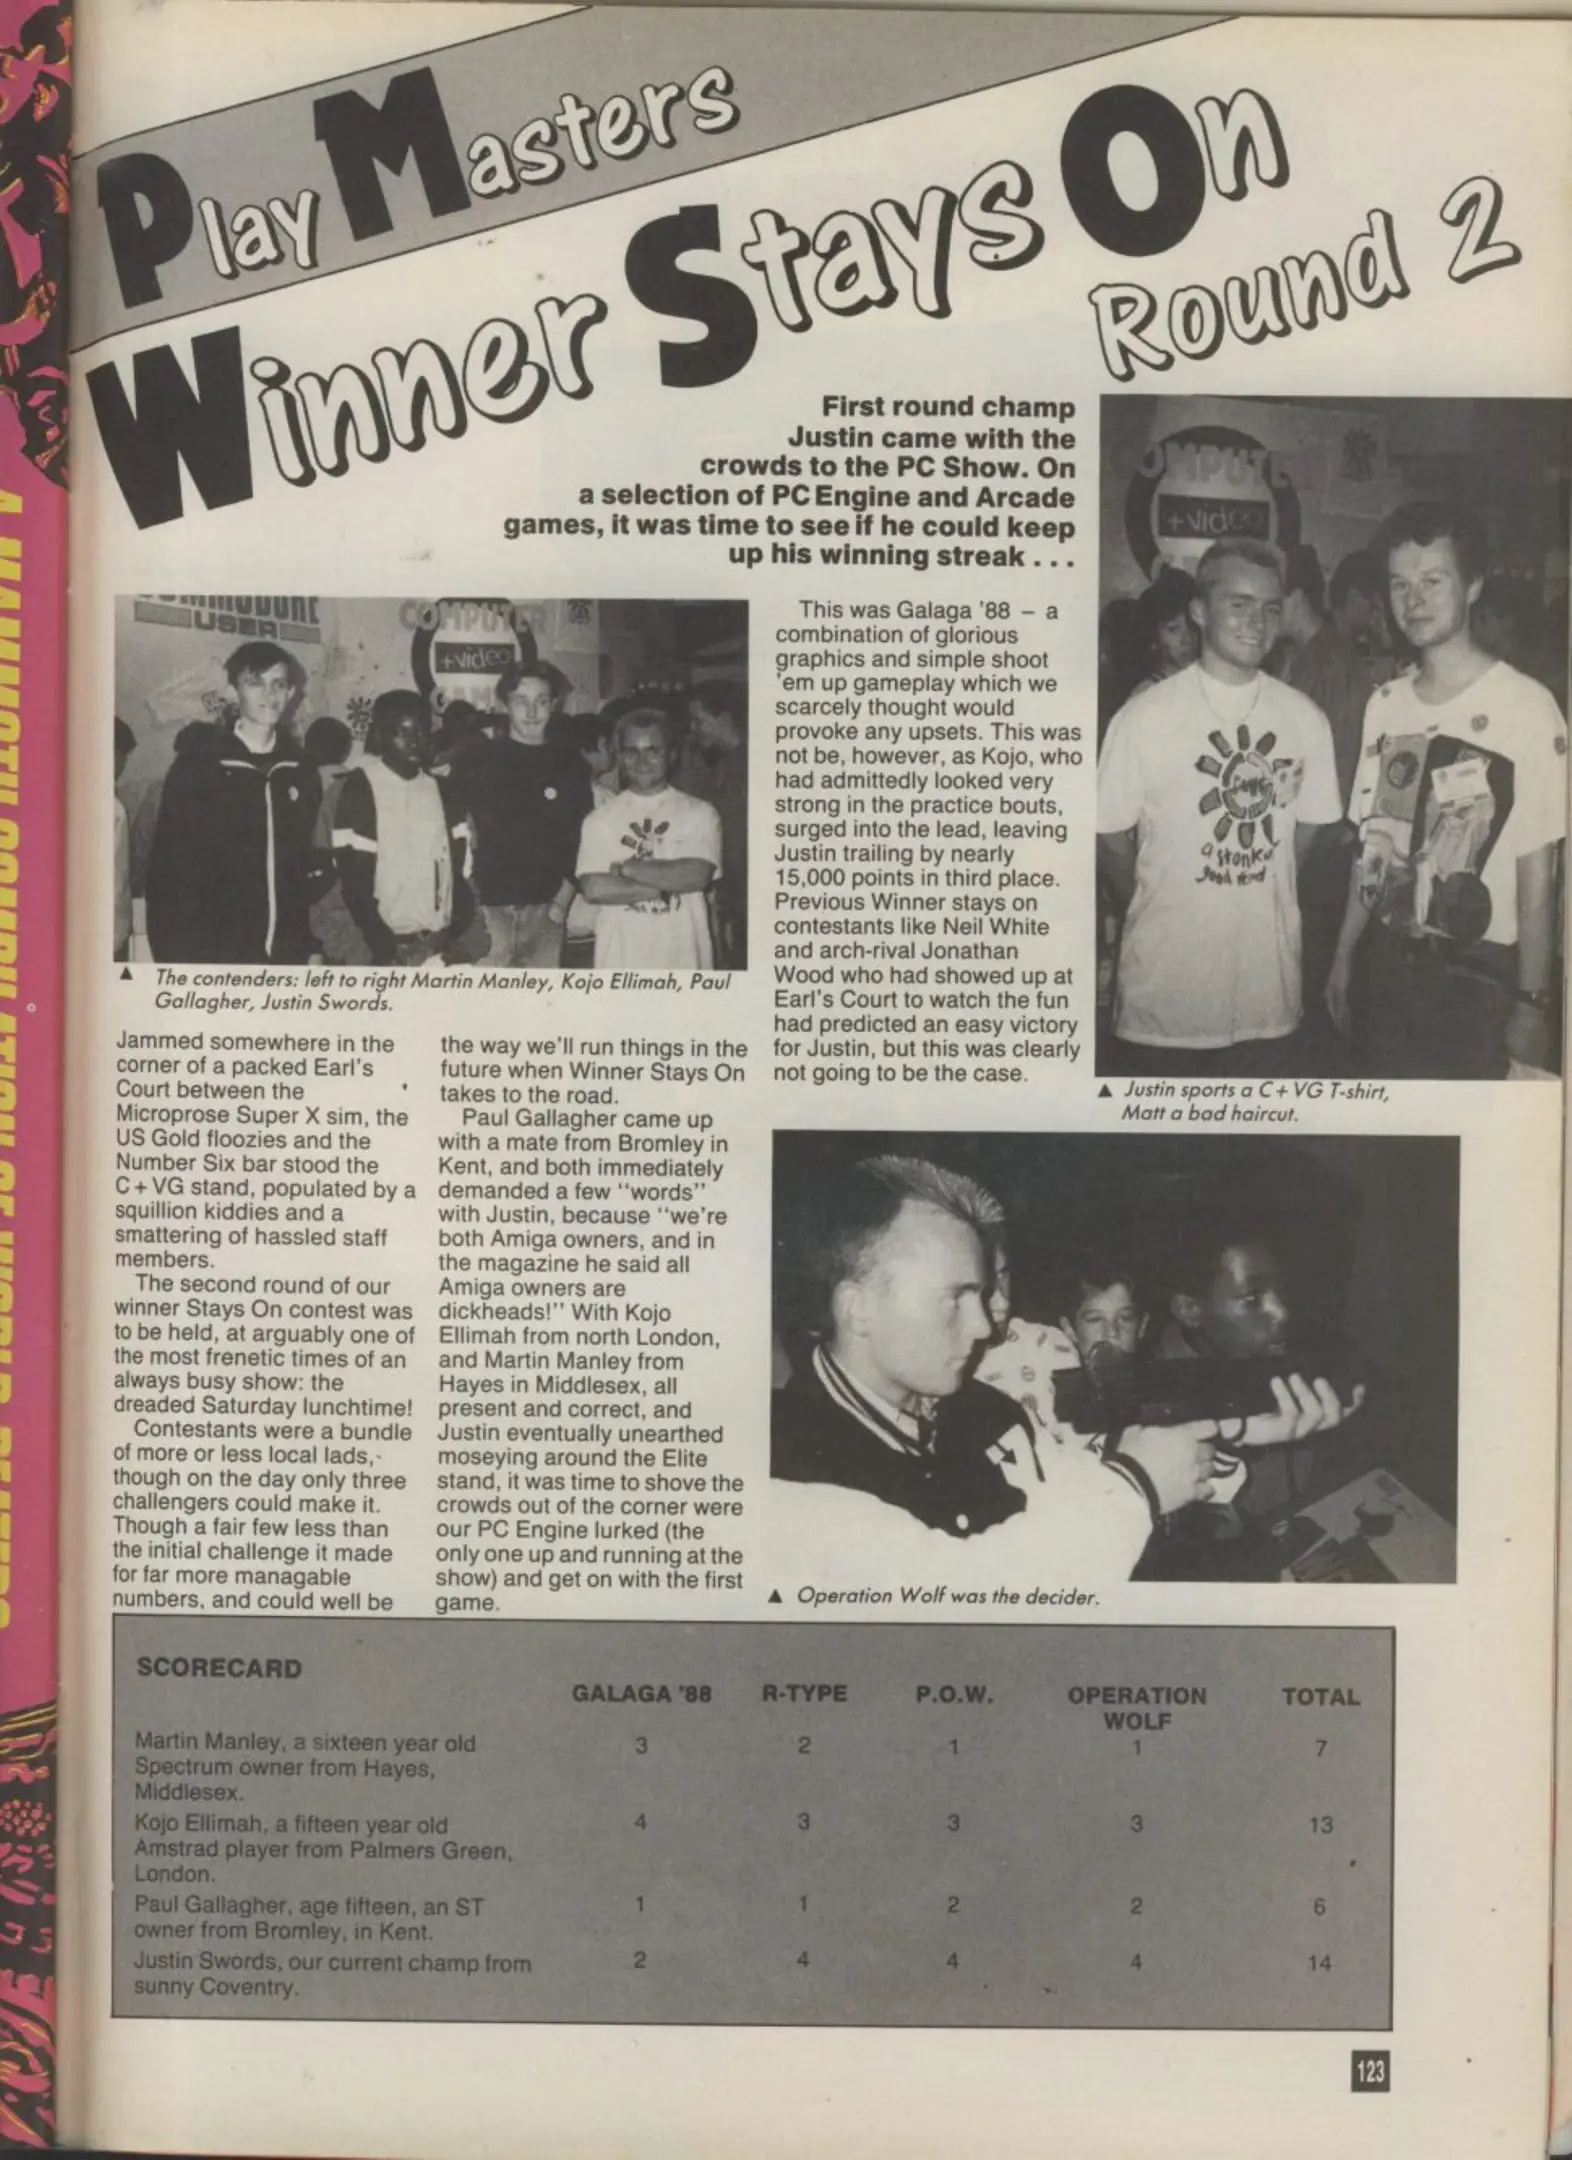 Play Masters
Winner Stays On
Round 2
First round champ
Justin came with the
crowds to the PC Show. On
a selection of PC Engine and Arcade
games, it was time to see if he could keep
up his winning streak . . .
COMMODORE
USER
COMPUTER
+video
GAM
▲ The contenders: left to right Martin Manley, Kojo Ellimah, Paul
Gallagher, Justin Swords.
Jammed somewhere in the
corner of a packed Earl's
Court between the
Microprose Super X sim, the
US Gold floozies and the
Number Six bar stood the
C+VG stand, populated by a
squillion kiddies and a
smattering of hassled staff
members.
The second round of our
winner Stays On contest was
to be held, at arguably one of
the most frenetic times of an
always busy show: the
dreaded Saturday lunchtime!
Contestants were a bundle
of more or less local lads,
though on the day only three
challengers could make it.
Though a fair few less than
the initial challenge it made
for far more managable
numbers, and could well be
the way we'll run things in the
future when Winner Stays On
takes to the road.
Paul Gallagher came up
with a mate from Bromley in
Kent, and both immediately
demanded a few "words"
with Justin, because "we're
both Amiga owners, and in
the magazine he said all
Amiga owners are
dickheads!" With Kojo
Ellimah from north London,
and Martin Manley from
Hayes in Middlesex, all
present and correct, and
Justin eventually unearthed
moseying around the Elite
stand, it was time to shove the
crowds out of the corner were
our PC Engine lurked (the
only one up and running at the
show) and get on with the first
game.
This was Galaga '88 – a
combination of glorious
graphics and simple shoot
'em up gameplay which we
scarcely thought would
provoke any upsets. This was
not be, however, as Kojo, who
had admittedly looked very
strong in the practice bouts,
surged into the lead, leaving
Justin trailing by nearly
15,000 points in third place.
Previous Winner stays on
contestants like Neil White
and arch-rival Jonathan
Wood who had showed up at
Earl's Court to watch the fun
had predicted an easy victory
for Justin, but this was clearly
not going to be the case.
OMPUTE
+video
▲ Justin sports a C+VG T-shirt,
Matt a bad haircut.
▲ Operation Wolf was the decider.
SCORECARD
GALAGA '88 R-TYPE P.O.W. OPERATION WOLF TOTAL
Martin Manley, a sixteen year old 3 2 1 1 7
Spectrum owner from Hayes,
Middlesex.
Kojo Ellimah, a fifteen year old 4 3 3 3 13
Amstrad player from Palmers Green,
London.
Paul Gallagher, age fifteen, an ST 1 1 2 2 6
owner from Bromley, in Kent.
Justin Swords, our current champ from 2 4 4 4 14
sunny Coventry.
123